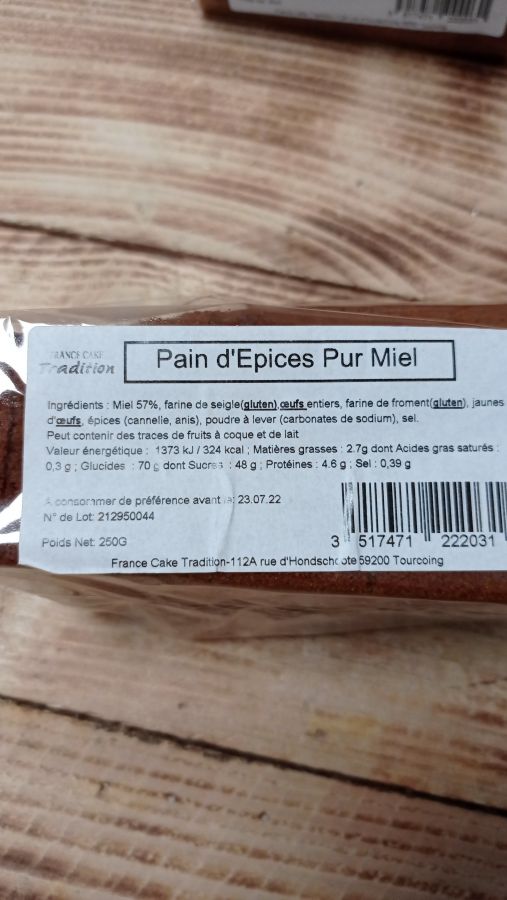 FRANCE CAKE
Tradition
Pain d'Epices Pur Miel
Ingrédients : Miel 57%, farine de seigle(gluten),œufs entiers, farine de froment(gluten), jaunes
d'œufs, épices (cannelle, anis), poudre à lever (carbonates de sodium), sel.
Peut contenir des traces de fruits à coque et de lait
Valeur énergétique : 1373 kJ / 324 kcal ; Matières grasses : 2.7g dont Acides gras saturés :
0,3 g ; Glucides : 70 g dont Sucres : 48 g ; Protéines : 4.6 g ; Sel : 0,39 g
A consommer de préférence avant le: 23.07.22
N° de Lot: 212950044
Poids Net: 250G
3 517471 222031
France Cake Tradition-112A rue d'Hondschoote 59200 Tourcoing